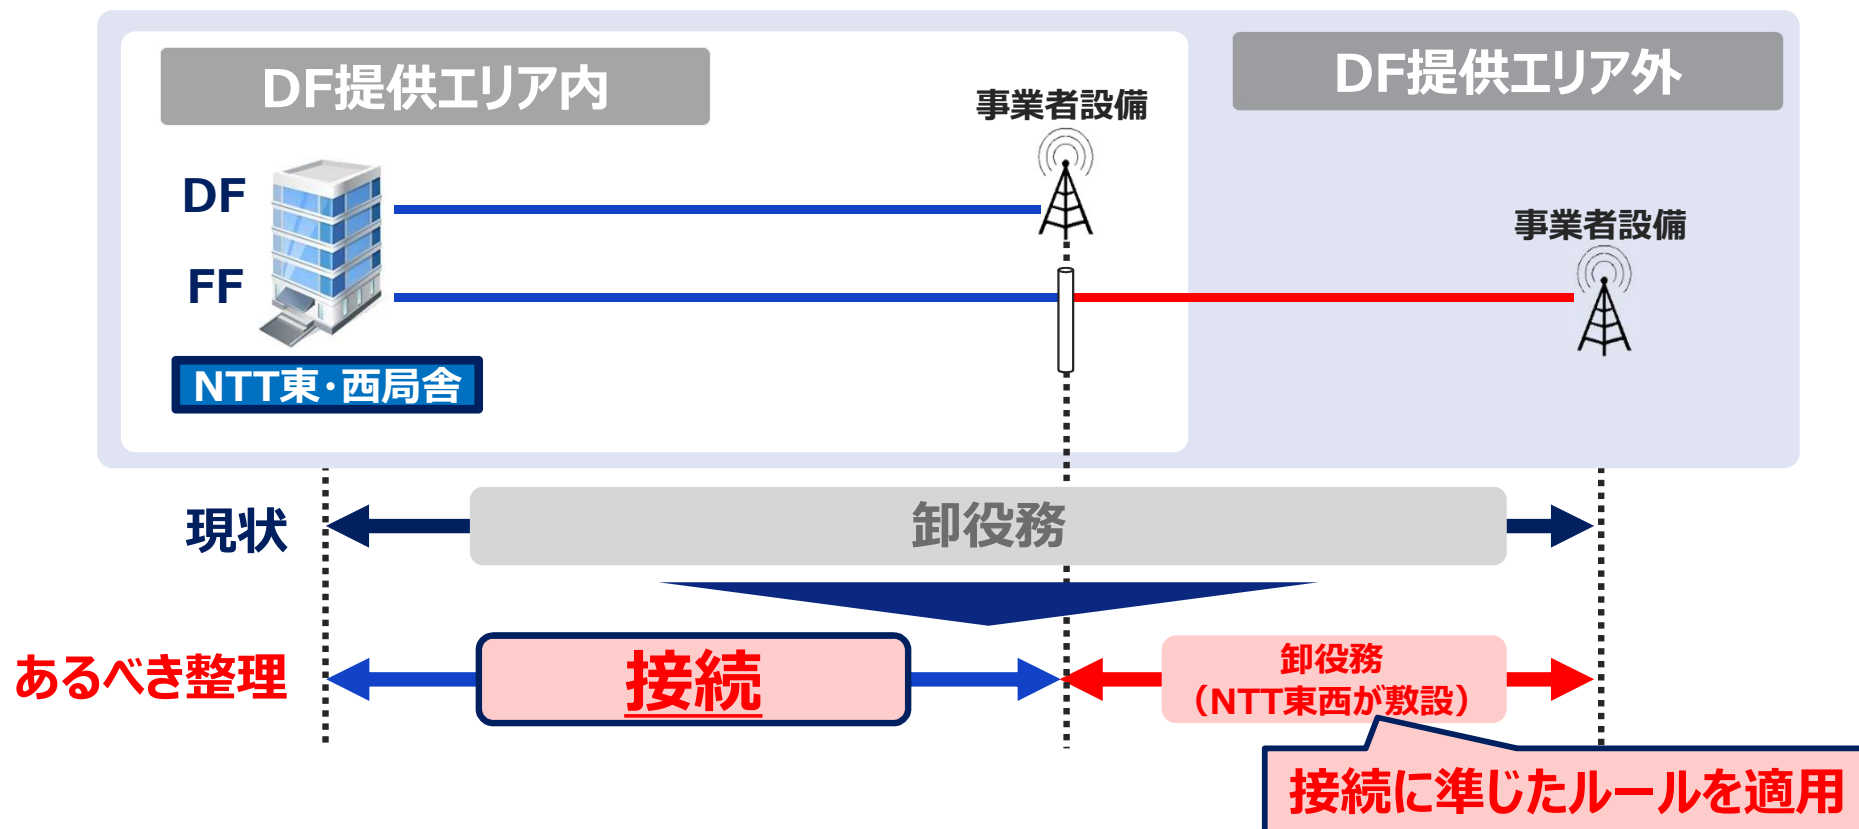 DF提供エリア内
DF提供エリア外
事業者設備
DF
事業者設備
FF
NTT東・西局舎
現状
卸役務
あるべき整理
接続
卸役務
（NTT東西が敷設）
接続に準じたルールを適用